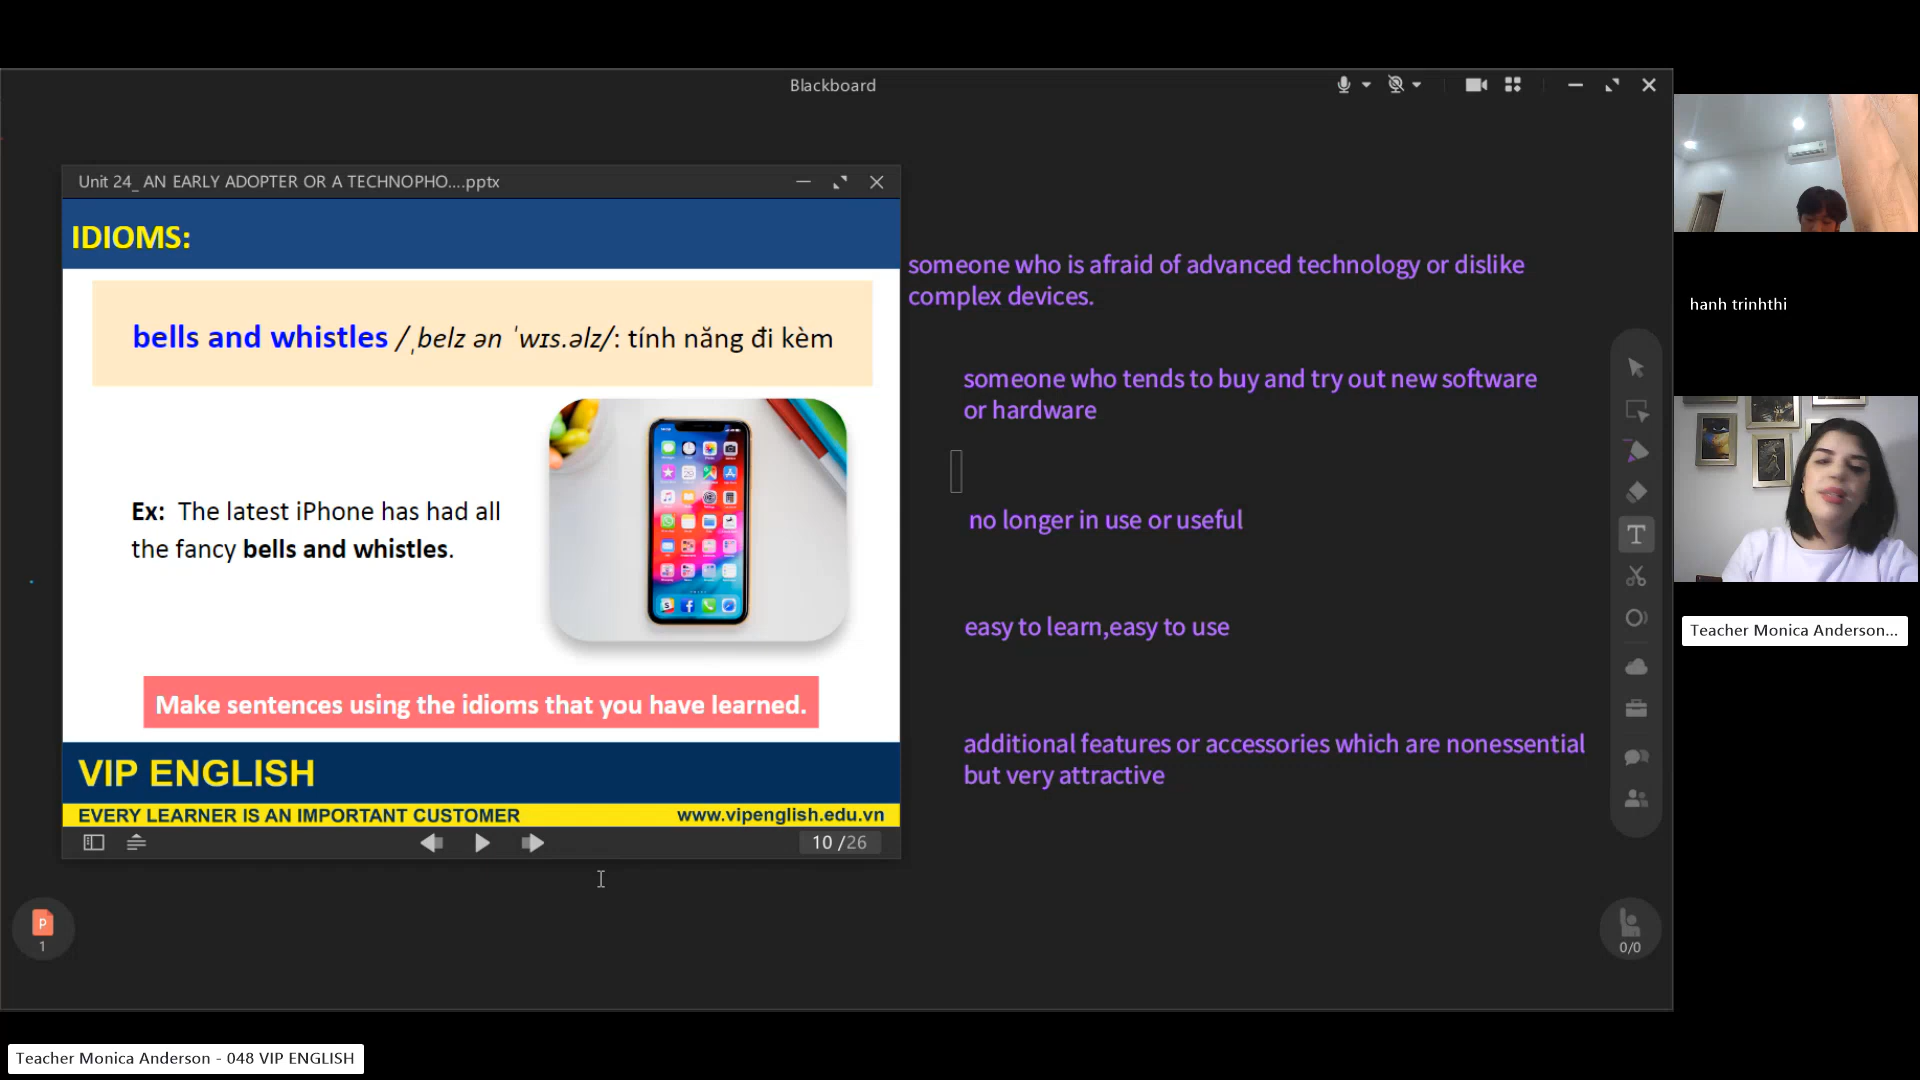 Blackboard
Unit 24_ AN EARLY ADOPTER OR A TECHNOPHO....pptx
IDIOMS:
bells and whistles /ˌbelz ən ˈwɪs.əlz/: tính năng đi kèm
Ex: The latest iPhone has had all
the fancy bells and whistles.
Make sentences using the idioms that you have learned.
VIP ENGLISH
EVERY LEARNER IS AN IMPORTANT CUSTOMER
www.vipenglish.edu.vn
10 /26
someone who is afraid of advanced technology or dislike
complex devices.
someone who tends to buy and try out new software
or hardware
no longer in use or useful
easy to learn,easy to use
additional features or accessories which are nonessential
but very attractive
T
P
1
0/0
hanh trinhthi
Teacher Monica Anderson...
Teacher Monica Anderson - 048 VIP ENGLISH